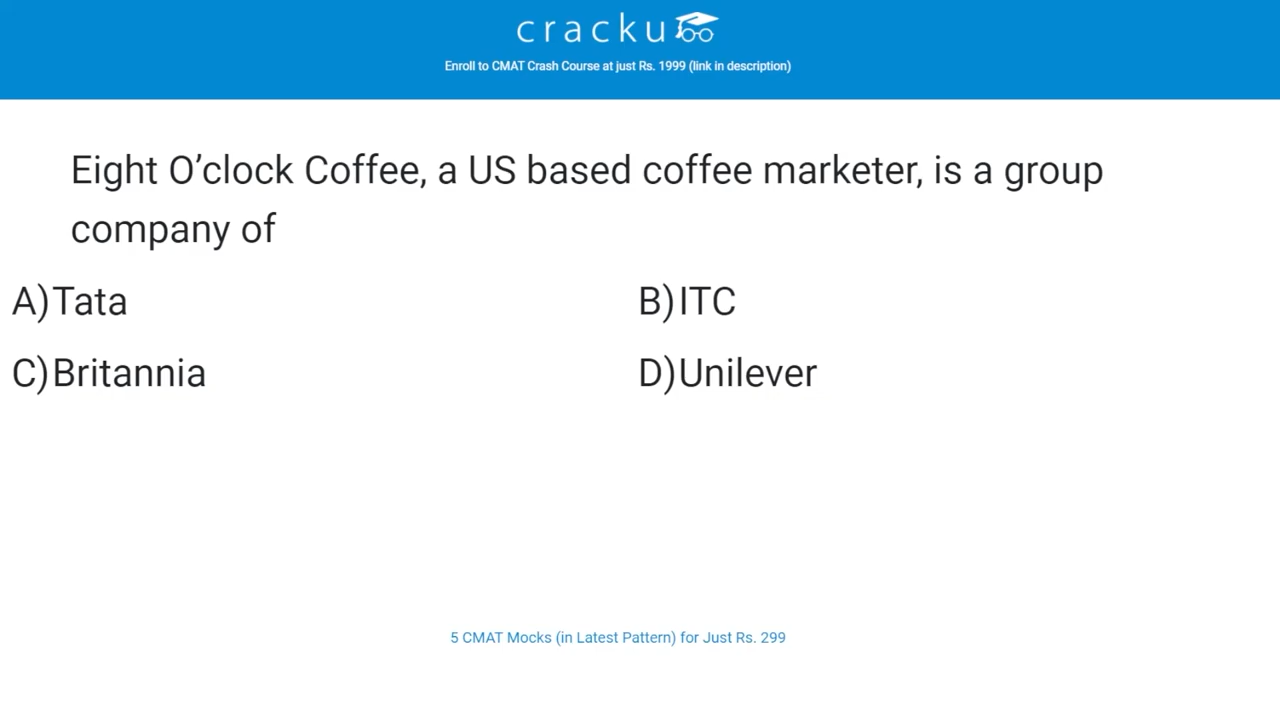 cracku
Enroll to CMAT Crash Course at just Rs. 1999 (link in description)
Eight O’clock Coffee, a US based coffee marketer, is a group
company of
A)Tata
B)ITC
C)Britannia
D)Unilever
5 CMAT Mocks (in Latest Pattern) for Just Rs. 299